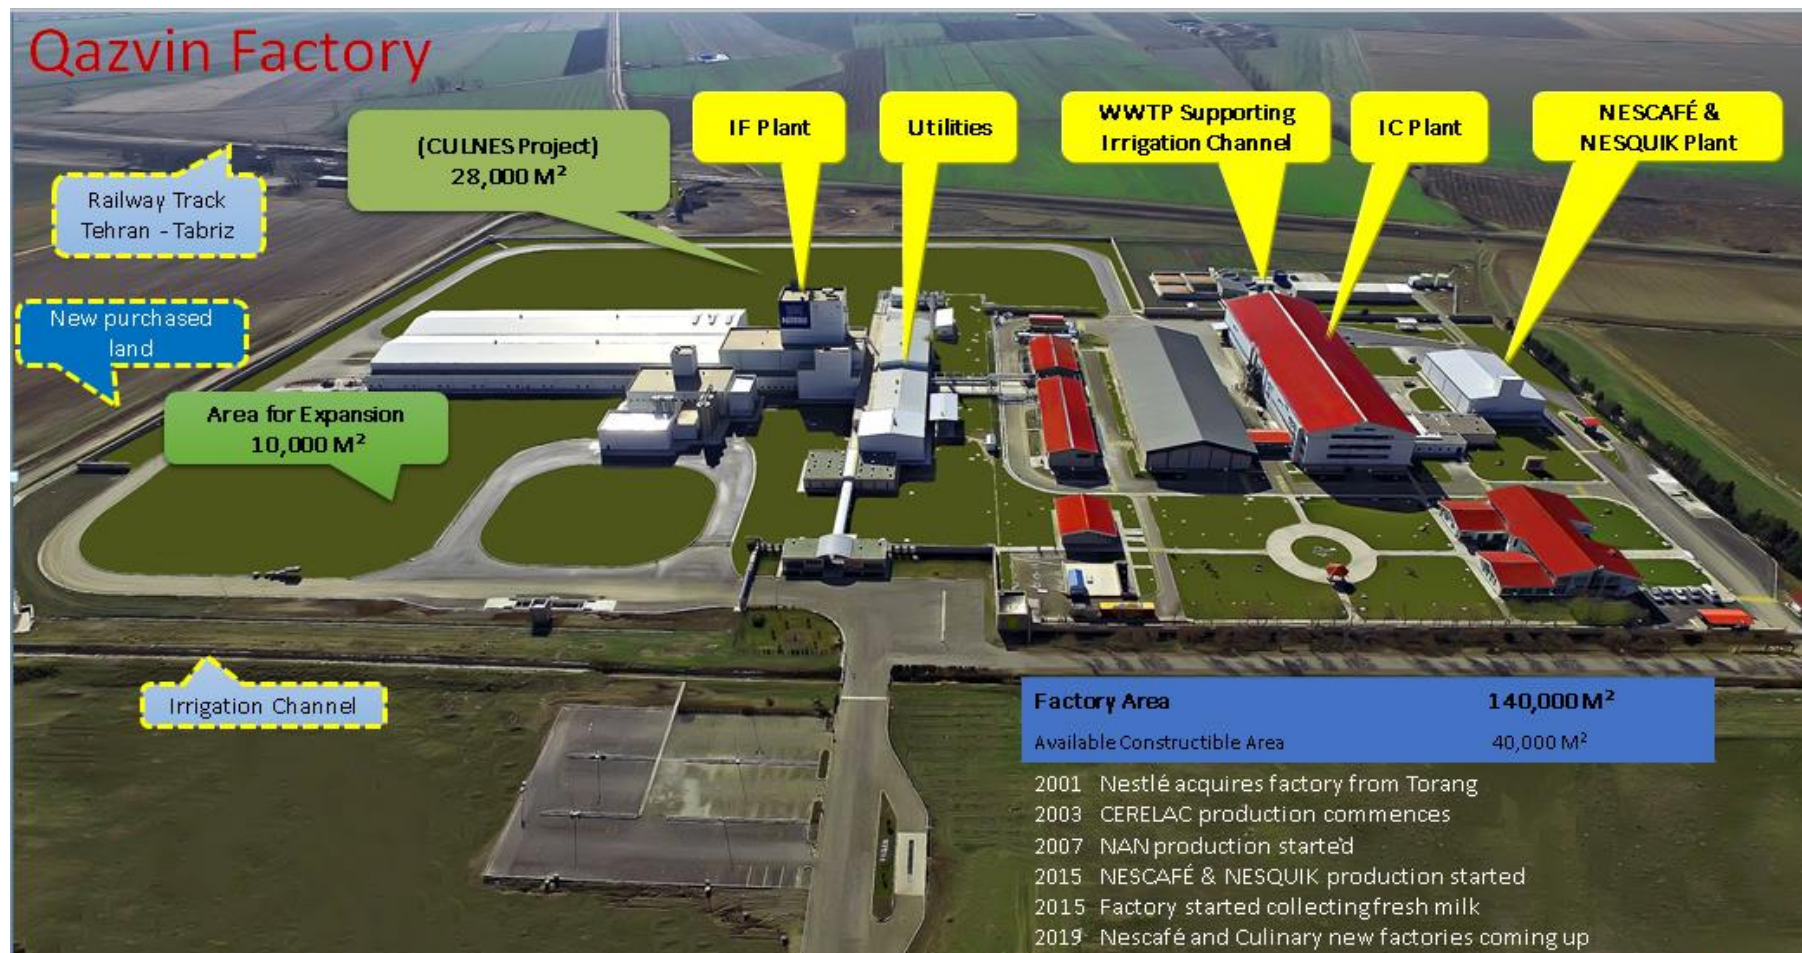 Qazvin Factory
(CULNES Project)
28,000 M²
IF Plant
Utilities
WWTP Supporting
Irrigation Channel
IC Plant
NESCAFÉ &
NESQUIK Plant
Railway Track
Tehran - Tabriz
New purchased
land
Area for Expansion
10,000 M²
Nestlé
Irrigation Channel
Factory Area 140,000 M²
Available Constructible Area 40,000 M²
2001 Nestlé acquires factory from Torang
2003 CERELAC production commences
2007 NAN production started
2015 NESCAFÉ & NESQUIK production started
2015 Factory started collecting fresh milk
2019 Nescafé and Culinary new factories coming up